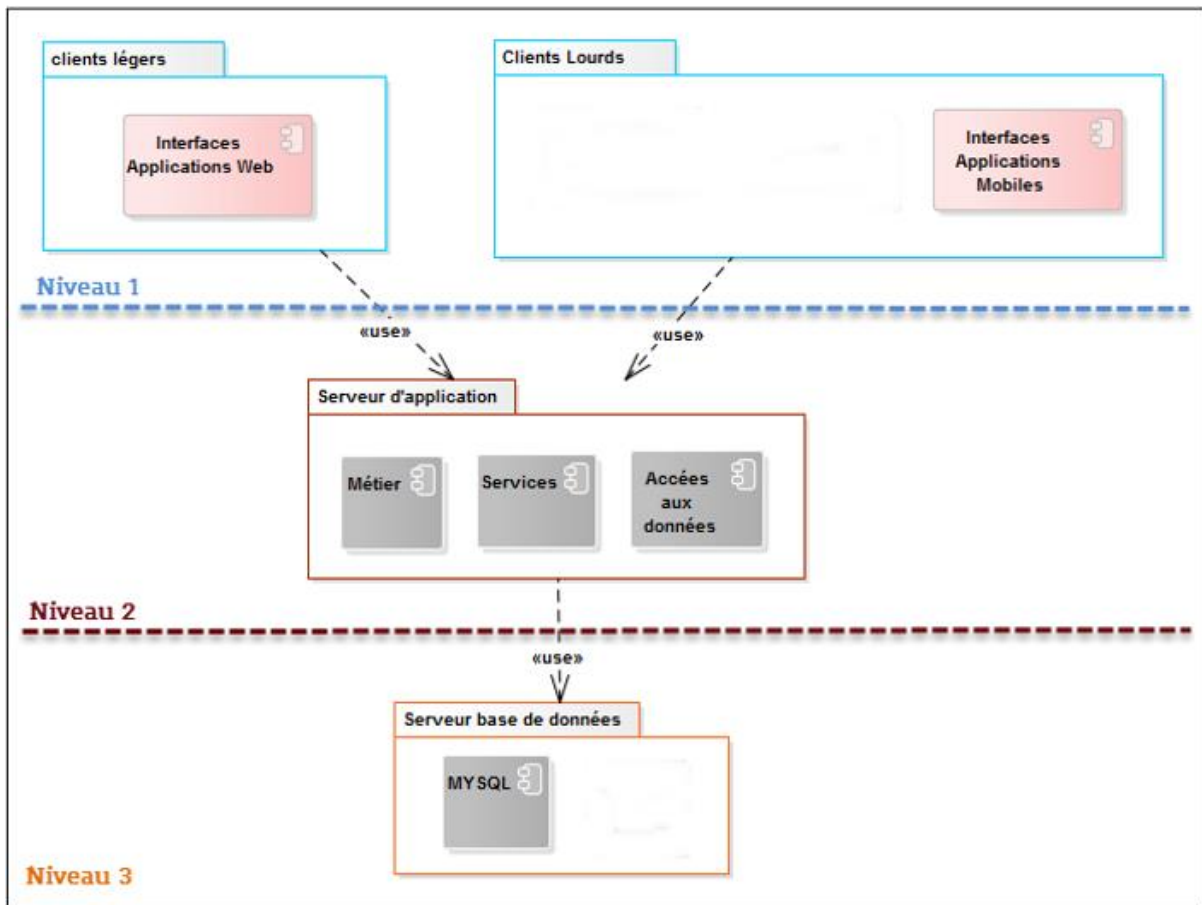 clients légers
Clients Lourds
Interfaces
Applications Web
Interfaces
Applications
Mobiles
Niveau 1
«use»
«use»
Serveur d'application
Métier
Services
Accées
aux
données
Niveau 2
«use»
Serveur base de données
MYSQL
Niveau 3